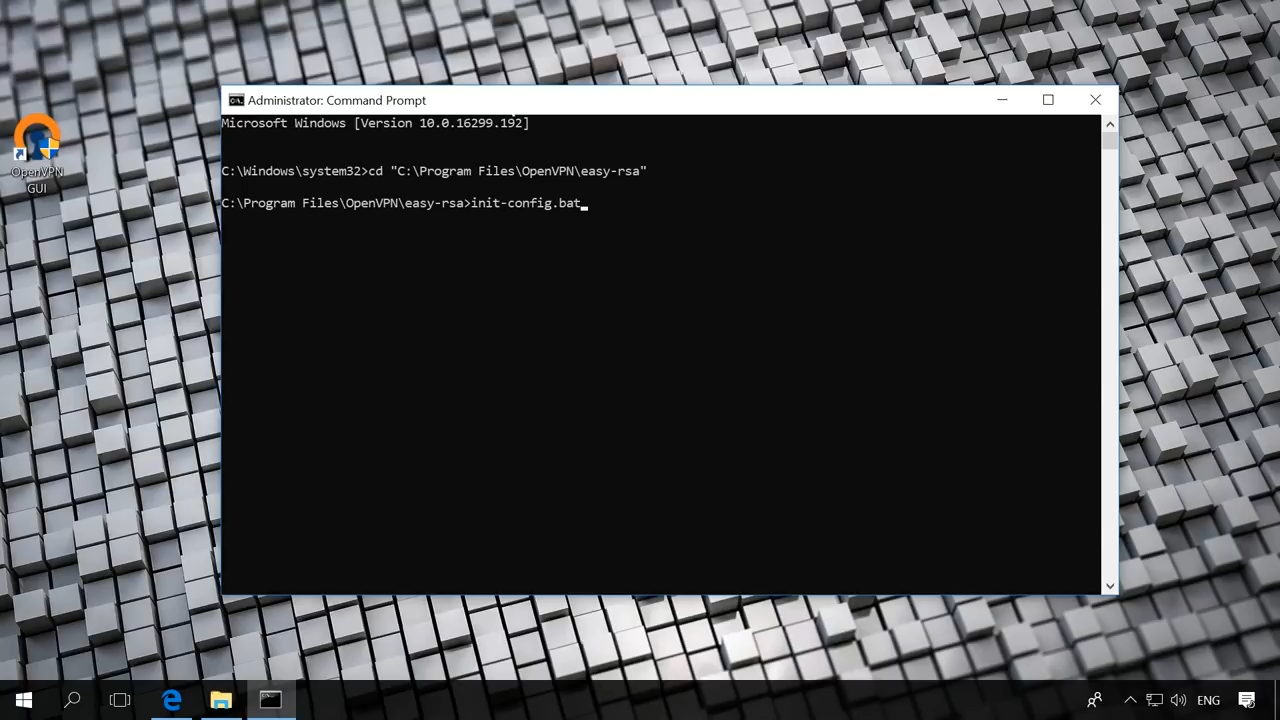 Administrator: Command Prompt
Microsoft Windows [Version 10.0.16299.192]
C:\Windows\system32>cd "C:\Program Files\OpenVPN\easy-rsa"
C:\Program Files\OpenVPN\easy-rsa>init-config.bat
OpenVPN
GUI
ENG